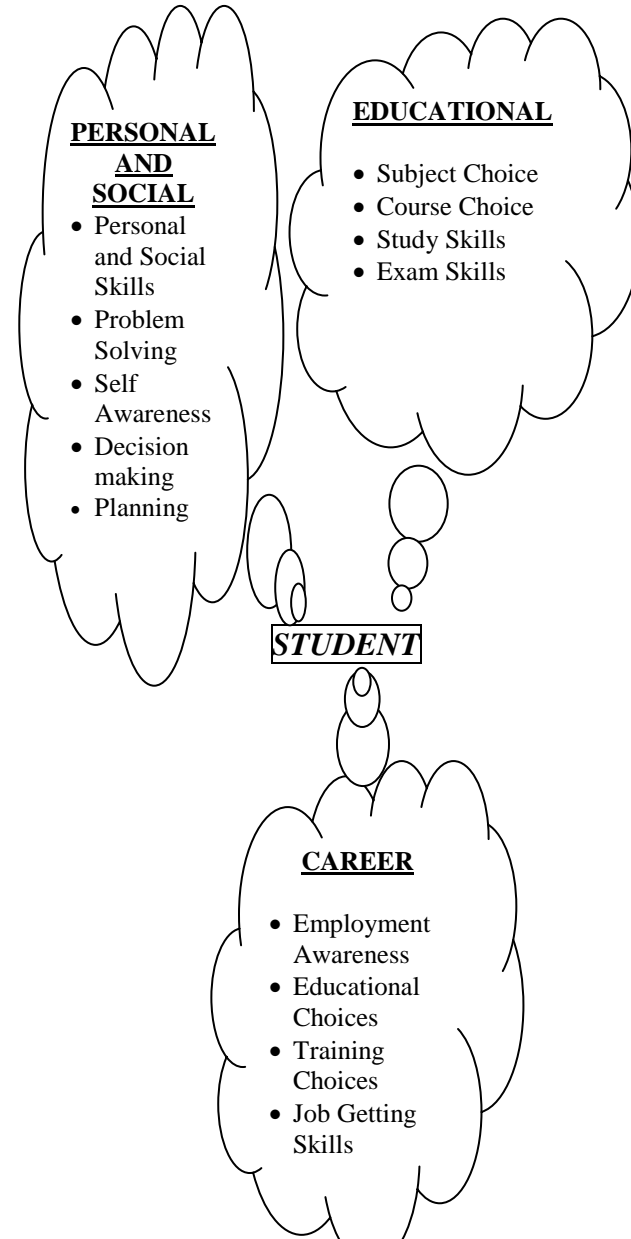 PERSONAL
AND
SOCIAL
• Personal
and Social
Skills
• Problem
Solving
• Self
Awareness
• Decision
making
• Planning
EDUCATIONAL
• Subject Choice
• Course Choice
• Study Skills
• Exam Skills
STUDENT
CAREER
• Employment
Awareness
• Educational
Choices
• Training
Choices
• Job Getting
Skills